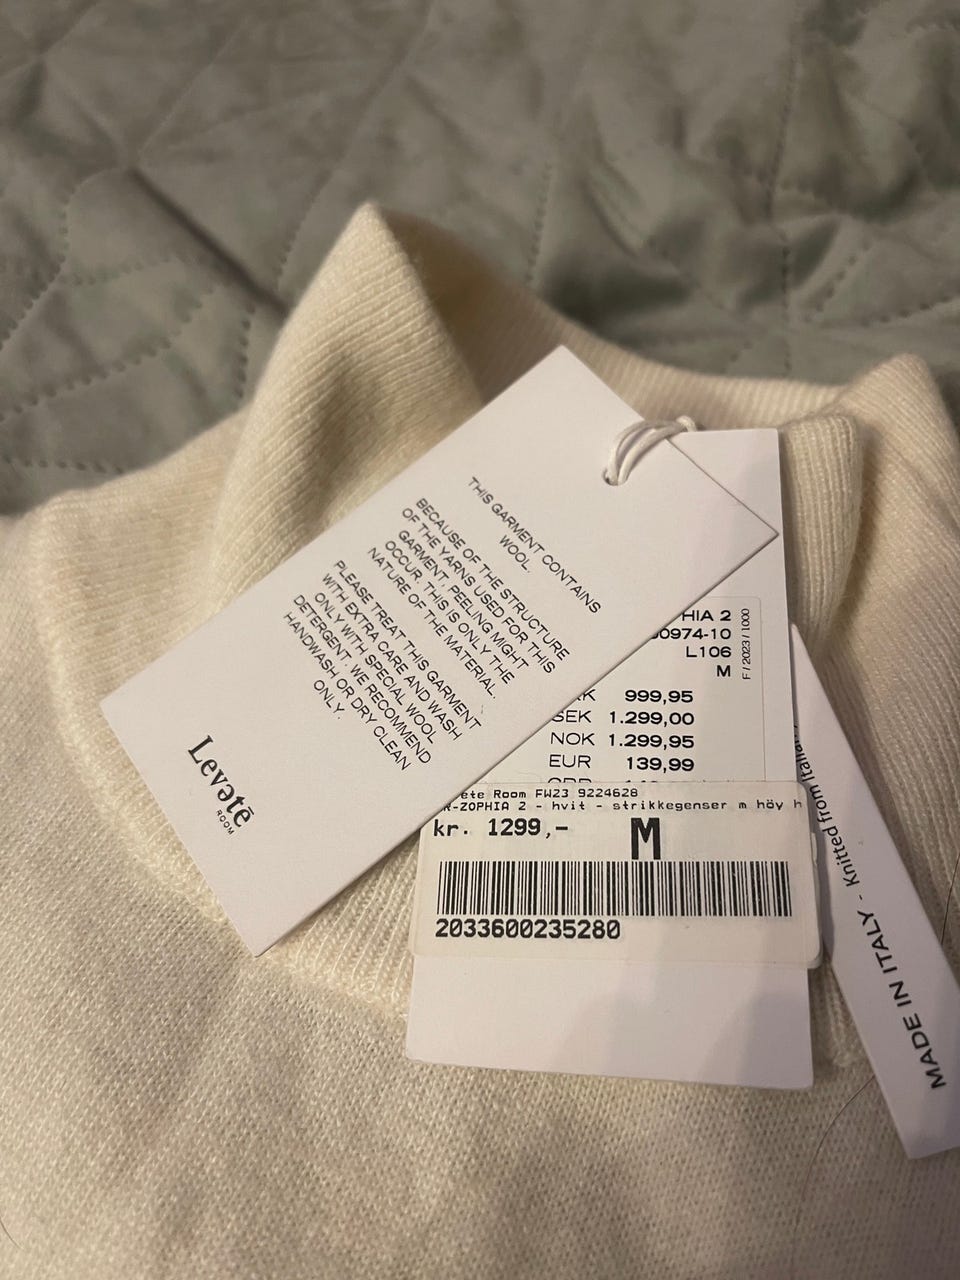 THIS GARMENT CONTAINS
WOOL.
BECAUSE OF THE STRUCTURE
OF THE YARNS USED FOR THIS
GARMENT, PEELING MIGHT
OCCUR. THIS IS ONLY THE
NATURE OF THE MATERIAL.
PLEASE TREAT THIS GARMENT
WITH EXTRA CARE AND WASH
ONLY WITH SPECIAL WOOL
DETERGENT. WE RECOMMEND
HANDWASH OR DRY CLEAN
ONLY.
Levətē
ROOM
HIA 2
0974-10
L106
M
F / 2023 / 1000
K 999,95
SEK 1.299,00
NOK 1.299,95
EUR 139,99
ete Room FW23 9224628
R-ZOPHIA 2 - hvit - strikkegenser m höy h
kr. 1299,- M
2033600235280
MADE IN ITALY - Knitted from Italian